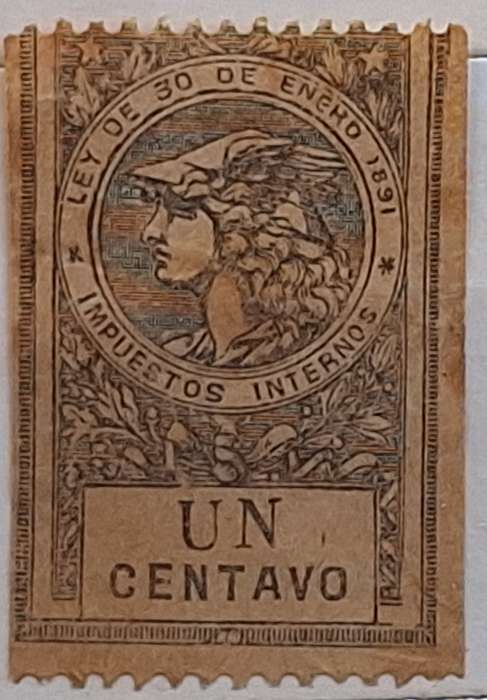 LEY DE 30 DE ENERO 1891
IMPUESTOS INTERNOS
UN
CENTAVO